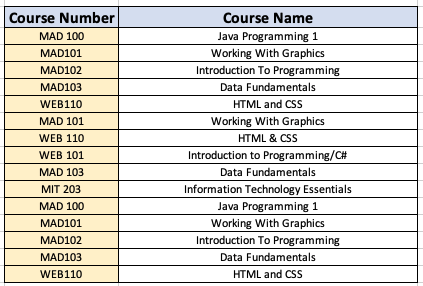 Course Number Course Name
MAD 100 Java Programming 1
MAD101 Working With Graphics
MAD102 Introduction To Programming
MAD103 Data Fundamentals
WEB110 HTML and CSS
MAD 101 Working With Graphics
WEB 110 HTML & CSS
WEB 101 Introduction to Programming/C#
MAD 103 Data Fundamentals
MIT 203 Information Technology Essentials
MAD 100 Java Programming 1
MAD101 Working With Graphics
MAD102 Introduction To Programming
MAD103 Data Fundamentals
WEB110 HTML and CSS